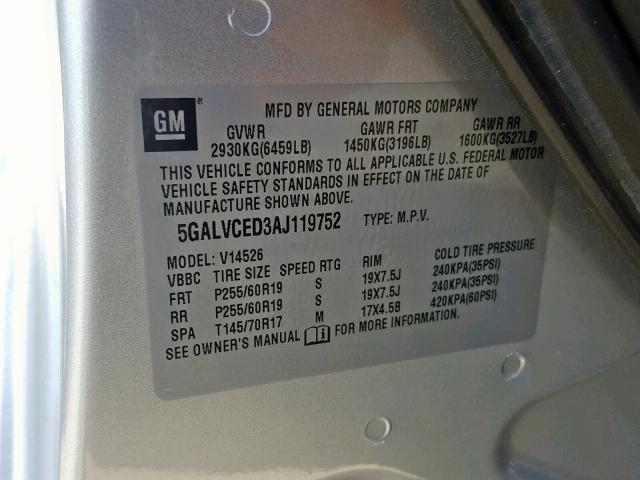 GM
MFD BY GENERAL MOTORS COMPANY
GVWR GAWR FRT GAWR RR
2930KG(6459LB) 1450KG(3196LB) 1600KG(3527LB)
THIS VEHICLE CONFORMS TO ALL APPLICABLE U.S. FEDERAL MOTOR
VEHICLE SAFETY STANDARDS IN EFFECT ON THE DATE OF
MANUFACTURE SHOWN ABOVE.
5GALVCED3AJ119752 TYPE: M.P.V.
MODEL: V14526
VBBC TIRE SIZE SPEED RTG RIM COLD TIRE PRESSURE
FRT P255/60R19 S 19X7.5J 240KPA(35PSI)
RR P255/60R19 S 19X7.5J 240KPA(35PSI)
SPA T145/70R17 M 17X4.5B 420KPA(60PSI)
SEE OWNER'S MANUAL FOR MORE INFORMATION.